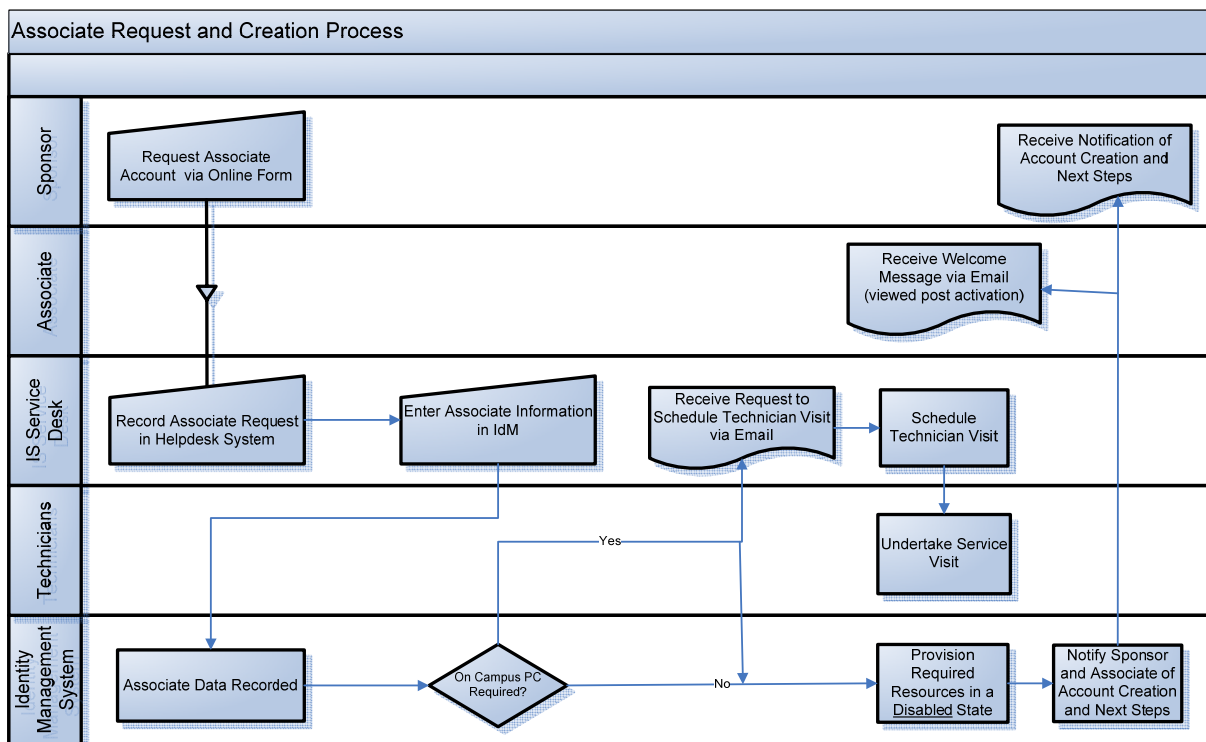 Associate Request and Creation Process
Sponsor
Request Associate
Account via Online Form
Receive Notification of
Account Creation and
Next Steps
Associate
Receive Welcome
Message via Email
(viewed post activation)
IS Service
Desk
Record Associate Request
in Helpdesk System
Enter Associate Information
in IdM
Receive Request to
Schedule Technician Visit
via Email
Schedule
Technician Visit
Technicians
Yes
Undertake Service
Visit
Identity
Management
System
Associate Data Recorded
On Campus PC
Required?
No
Provision
Required
Resources in a
Disabled State
Notify Sponsor
and Associate of
Account Creation
and Next Steps